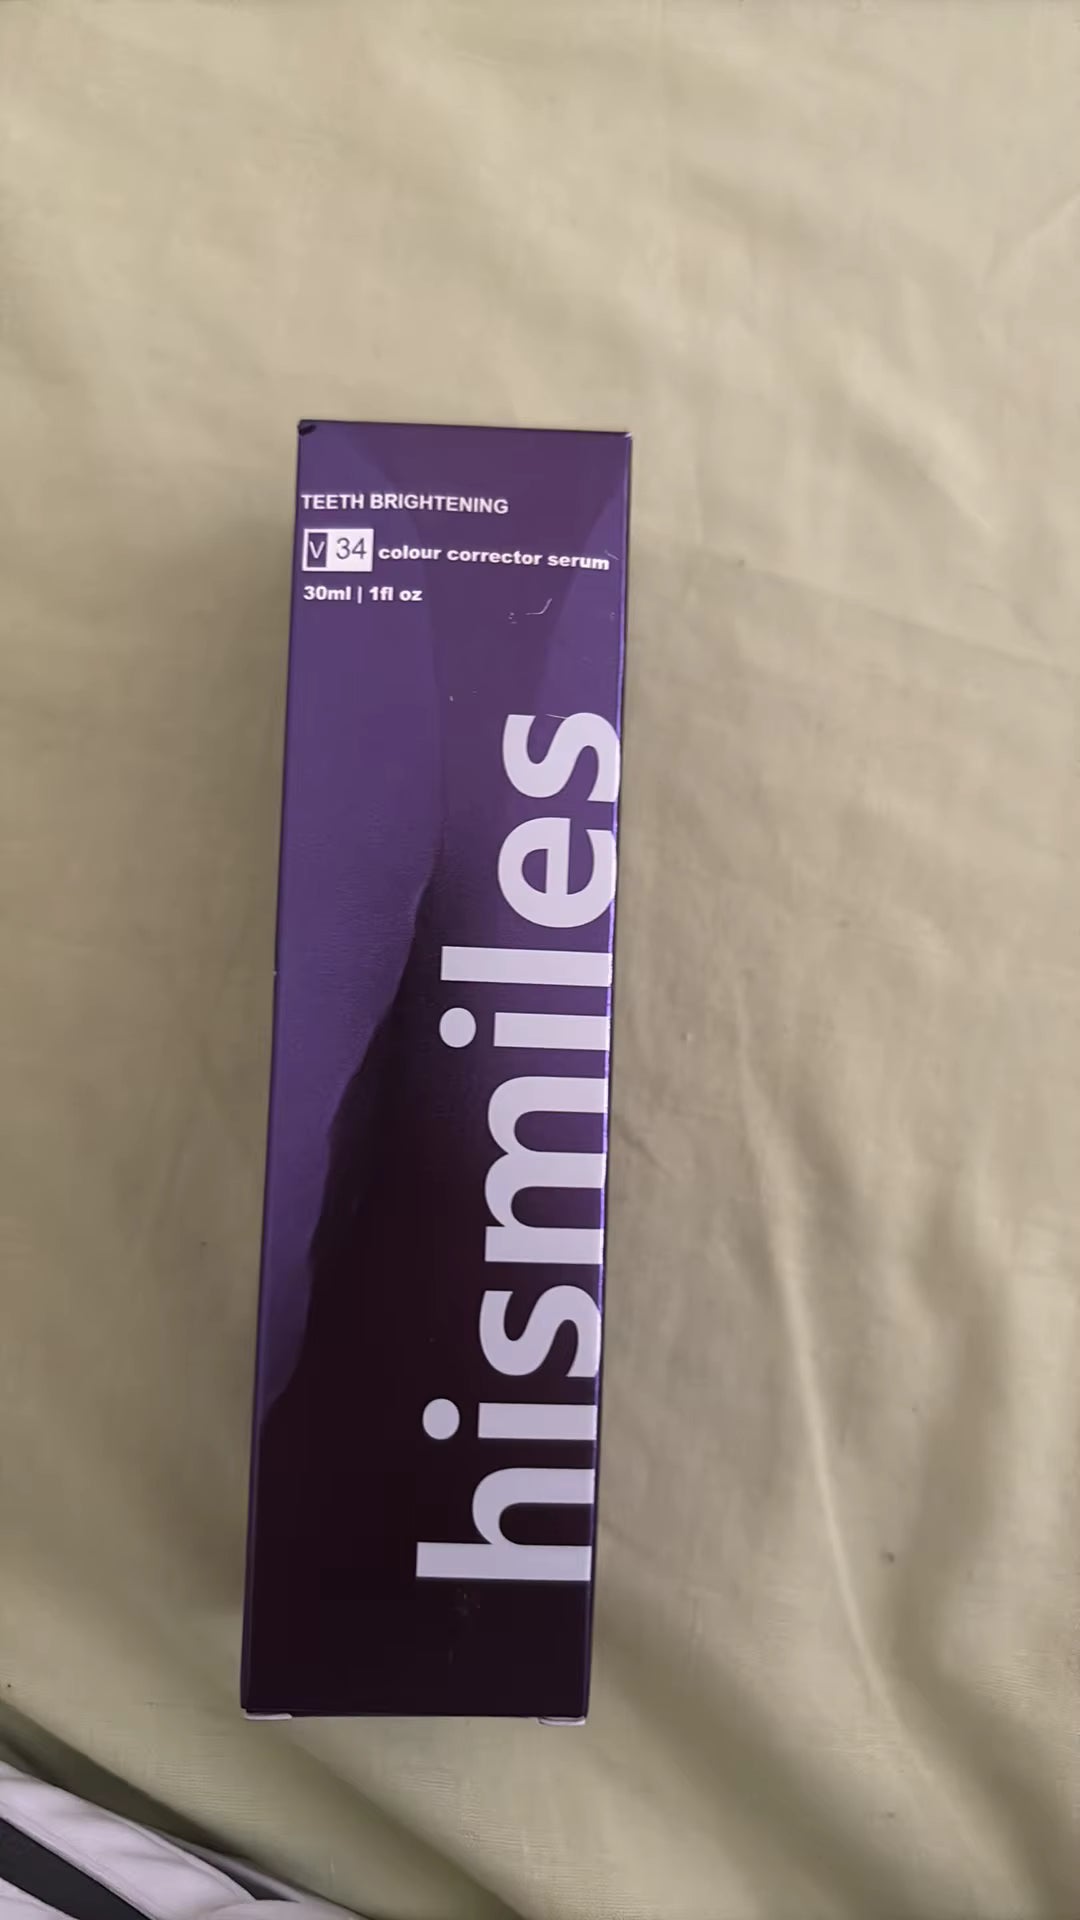 TEETH BRIGHTENING
V 34 colour corrector serum
30ml | 1fl oz
hismiles